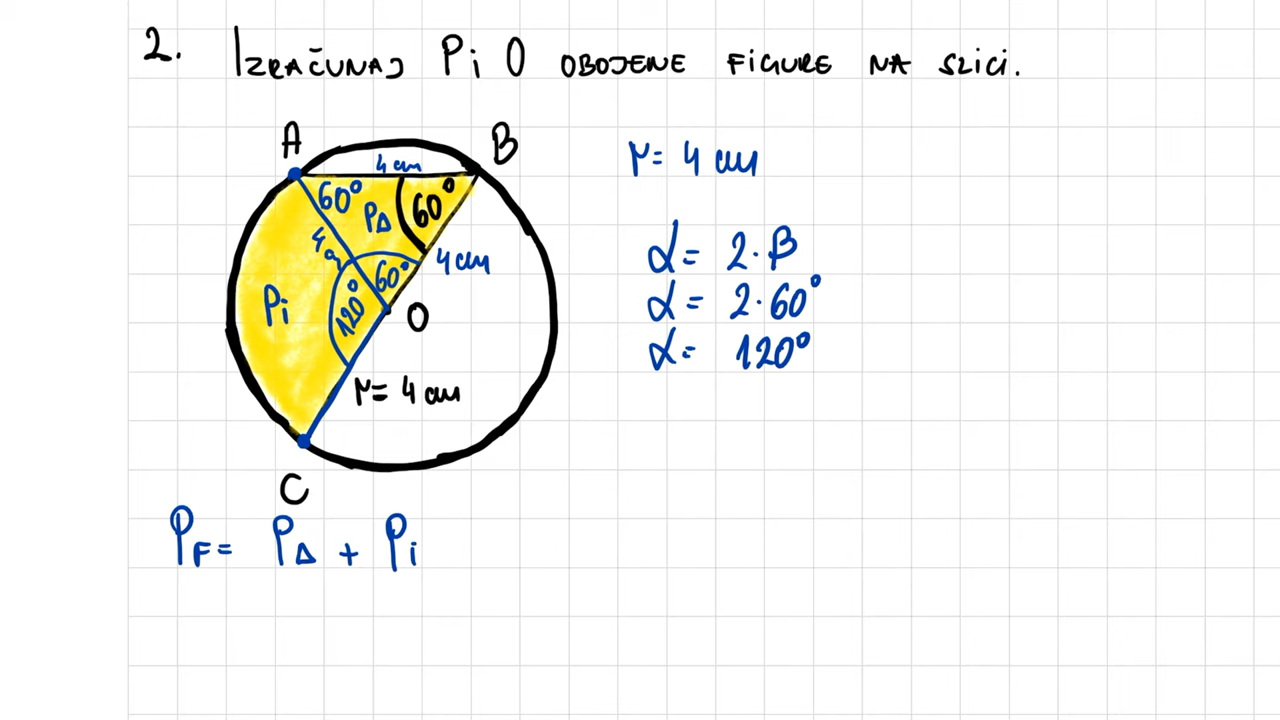 2. IZRAČUNAJ P i O OBOJENE FIGURE NA SLICI.
A
B
4 cm
60°
P∆
60°
4 cm
4 cm
60°
Pi
120°
O
r = 4 cm
C
r = 4 cm
α = 2·β
α = 2·60°
α = 120°
PF = P∆ + Pi